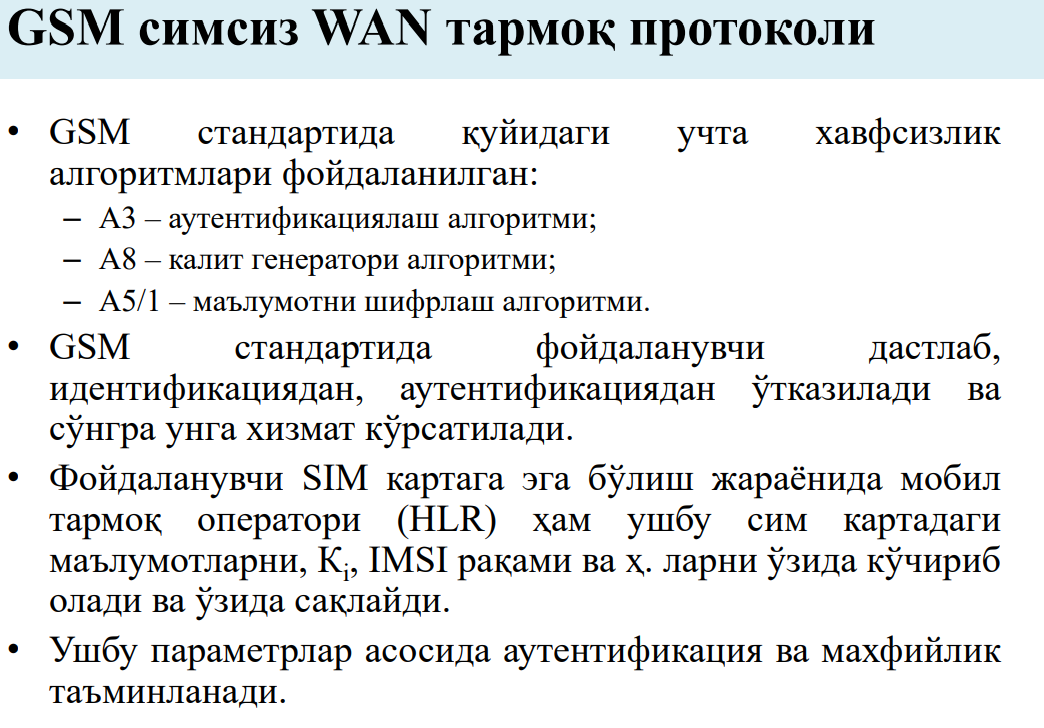 GSM симсиз WAN тармоқ протоколи
• GSM стандартида қуйидаги учта хавфсизлик
алгоритмлари фойдаланилган:
– A3 – аутентификациялаш алгоритми;
– A8 – калит генератори алгоритми;
– A5/1 – маълумотни шифрлаш алгоритми.
• GSM стандартида фойдаланувчи дастлаб,
идентификациядан, аутентификациядан ўтказилади ва
сўнгра унга хизмат кўрсатилади.
• Фойдаланувчи SIM картага эга бўлиш жараёнида мобил
тармоқ оператори (HLR) ҳам ушбу сим картадаги
маълумотларни, Ki, IMSI рақами ва ҳ. ларни ўзида кўчириб
олади ва ўзида сақлайди.
• Ушбу параметрлар асосида аутентификация ва махфийлик
таъминланади.